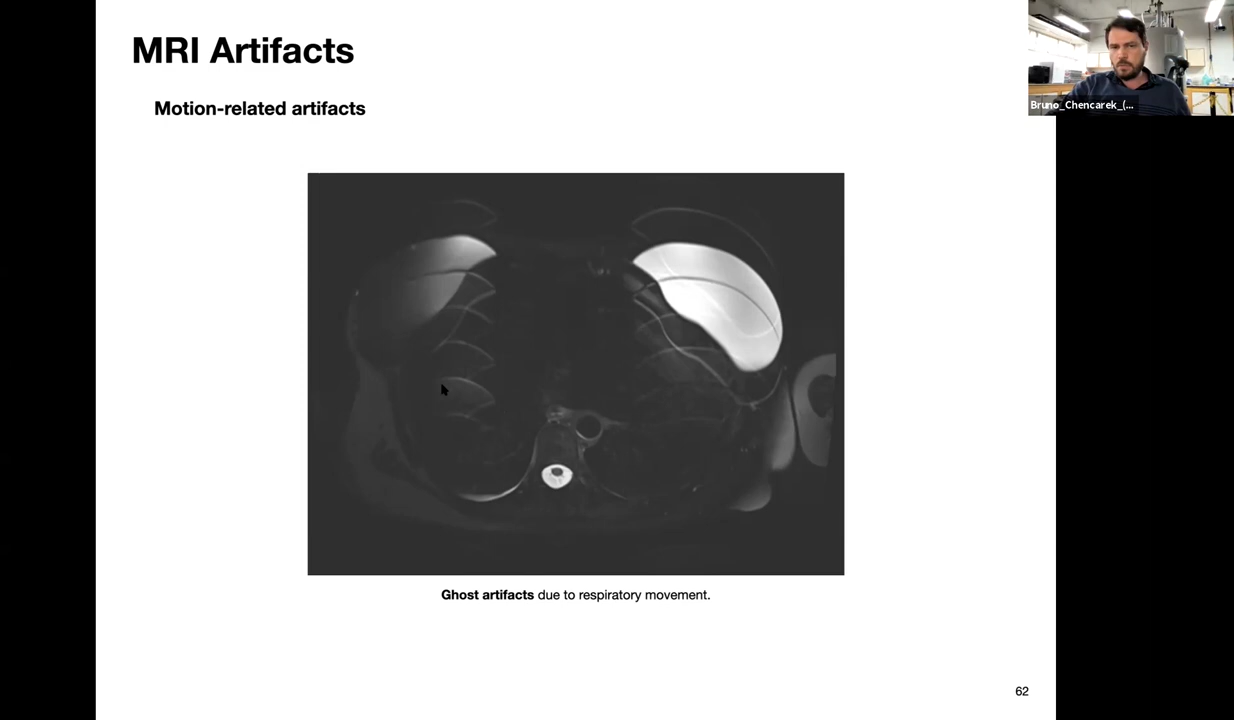 MRI Artifacts
Motion-related artifacts
Bruno_Chencarek_(...
Ghost artifacts due to respiratory movement.
62